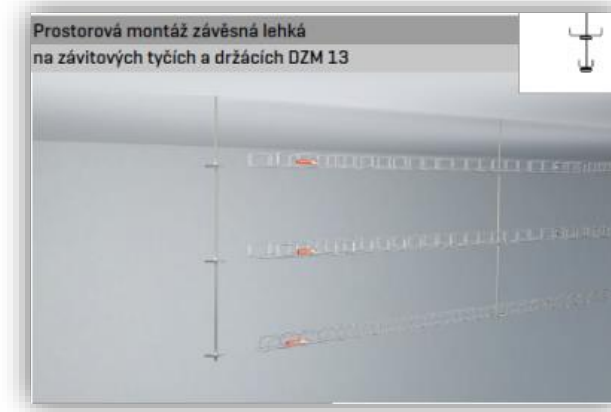 Prostorová montáž závěsná lehká
na závitových tyčích a držácích DZM 13